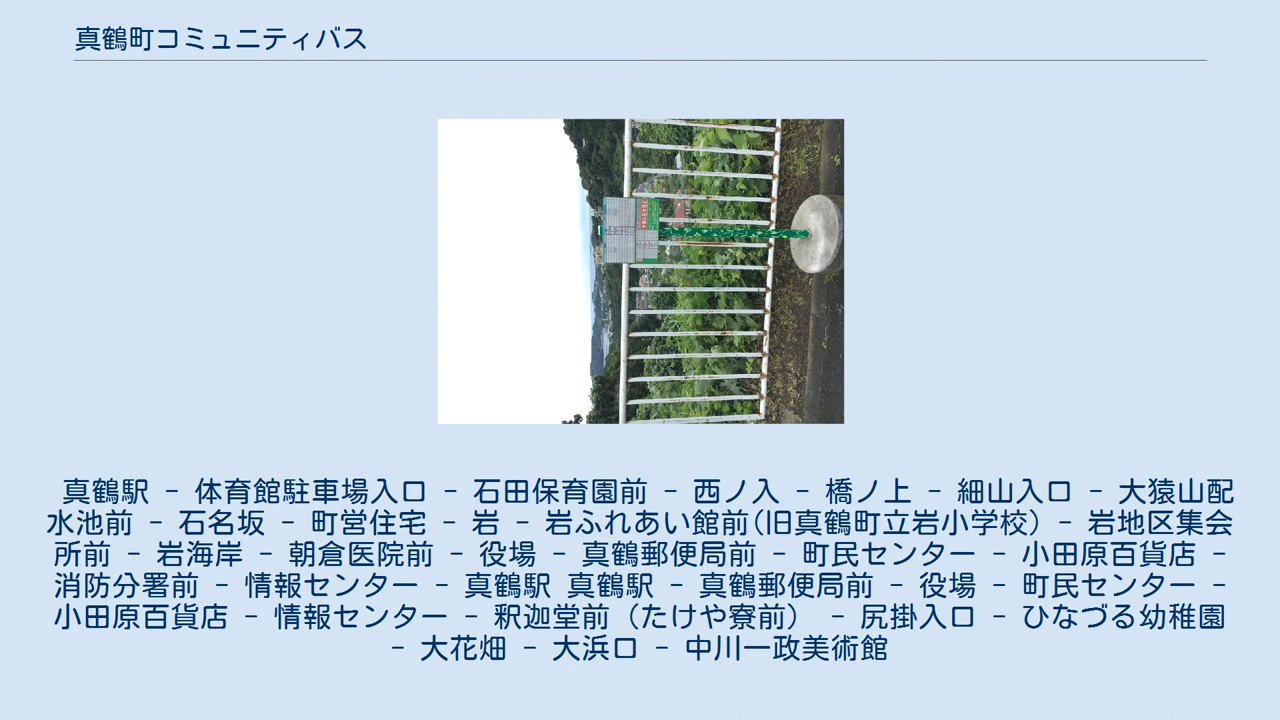 真鶴町コミュニティバス
真鶴駅 – 体育館駐車場入口 – 石田保育園前 – 西ノ入 – 橋ノ上 – 細山入口 – 大猿山配
水池前 – 石名坂 – 町営住宅 – 岩 – 岩ふれあい館前(旧真鶴町立岩小学校) – 岩地区集会
所前 – 岩海岸 – 朝倉医院前 – 役場 – 真鶴郵便局前 – 町民センター – 小田原百貨店 –
消防分署前 – 情報センター – 真鶴駅 真鶴駅 – 真鶴郵便局前 – 役場 – 町民センター –
小田原百貨店 – 情報センター – 釈迦堂前（たけや寮前） – 尻掛入口 – ひなづる幼稚園
– 大花畑 – 大浜口 – 中川一政美術館